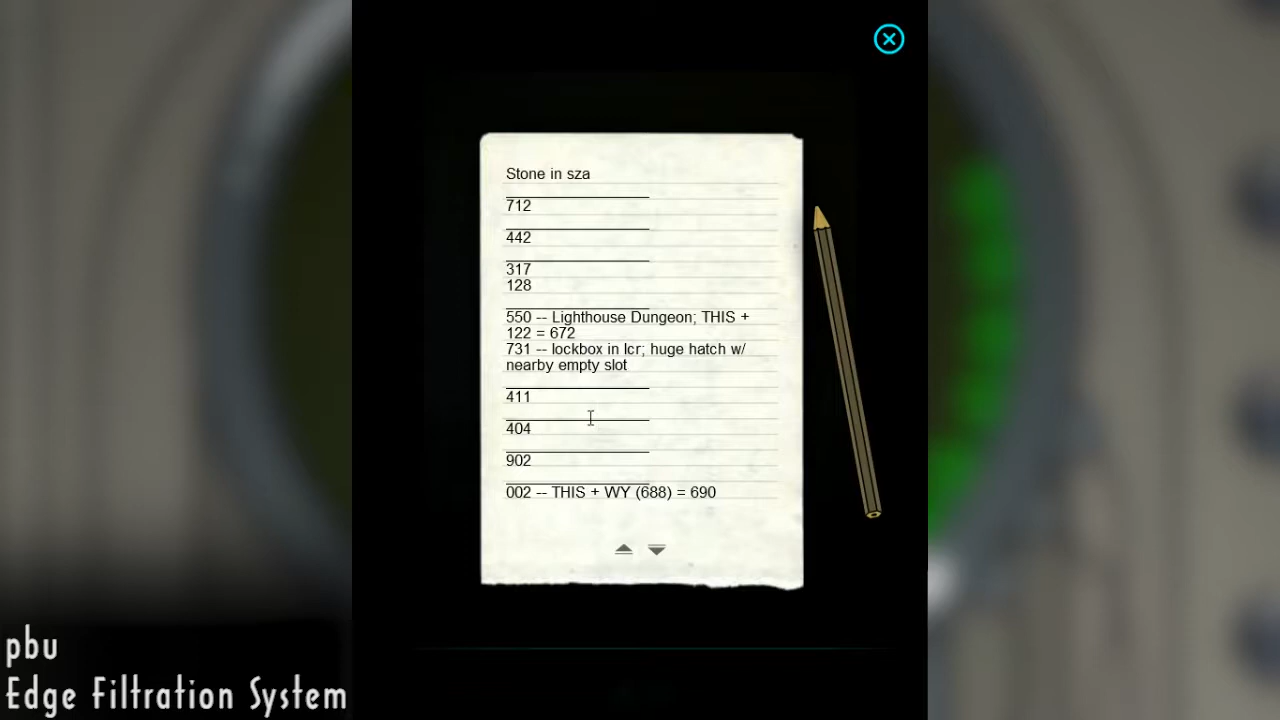 Stone in sza
712
442
317
128
550 -- Lighthouse Dungeon; THIS +
122 = 672
731 -- lockbox in lcr; huge hatch w/
nearby empty slot
411
404
902
002 -- THIS + WY (688) = 690
pbu
Edge Filtration System